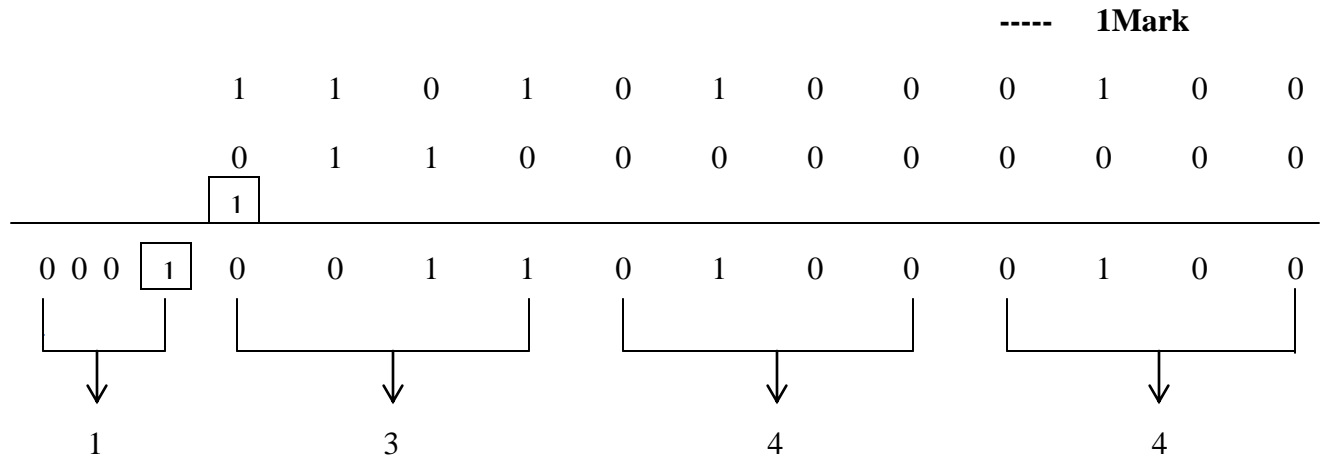 ----- 1Mark
1 1 0 1 0 1 0 0 0 1 0 0
0 1 1 0 0 0 0 0 0 0 0 0
1
0 0 0 1 0 0 1 1 0 1 0 0 0 1 0 0
1 3 4 4